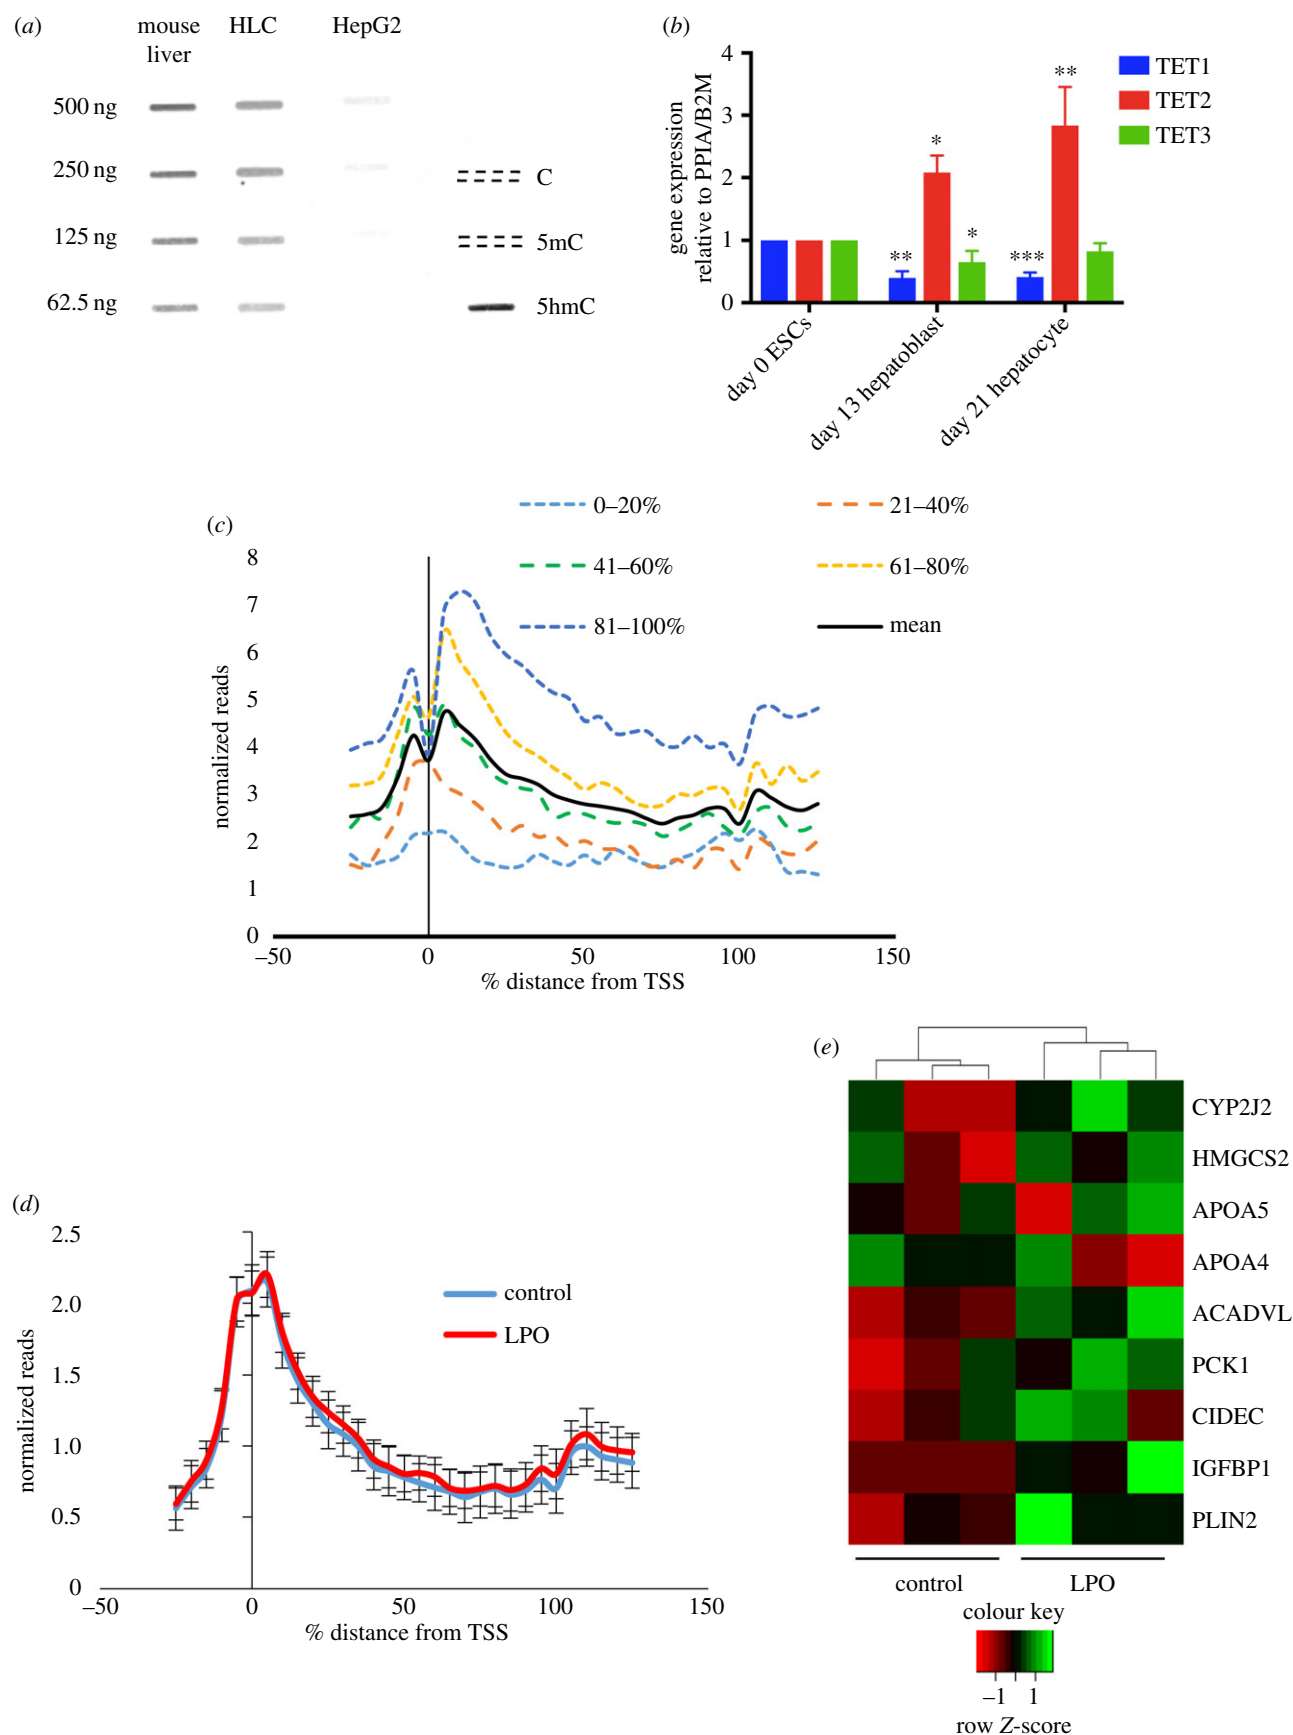 (a)
mouse
liver
HLC
HepG2
500 ng
250 ng
125 ng
62.5 ng
C
5mC
5hmC
(b)
gene expression
relative to PPIA/B2M
4
3
2
1
0
**
*
*
***
**
TET1
TET2
TET3
day 0 ESCs
day 13 hepatoblast
day 21 hepatocyte
(c)
0–20%
21–40%
41–60%
61–80%
81–100%
mean
normalized reads
8
7
6
5
4
3
2
1
0
–50
0
50
100
150
% distance from TSS
(d)
normalized reads
2.5
2.0
1.5
1.0
0.5
0
control
LPO
–50
0
50
100
150
% distance from TSS
(e)
CYP2J2
HMGCS2
APOA5
APOA4
ACADVL
PCK1
CIDEC
IGFBP1
PLIN2
control
LPO
colour key
–1
1
row Z-score